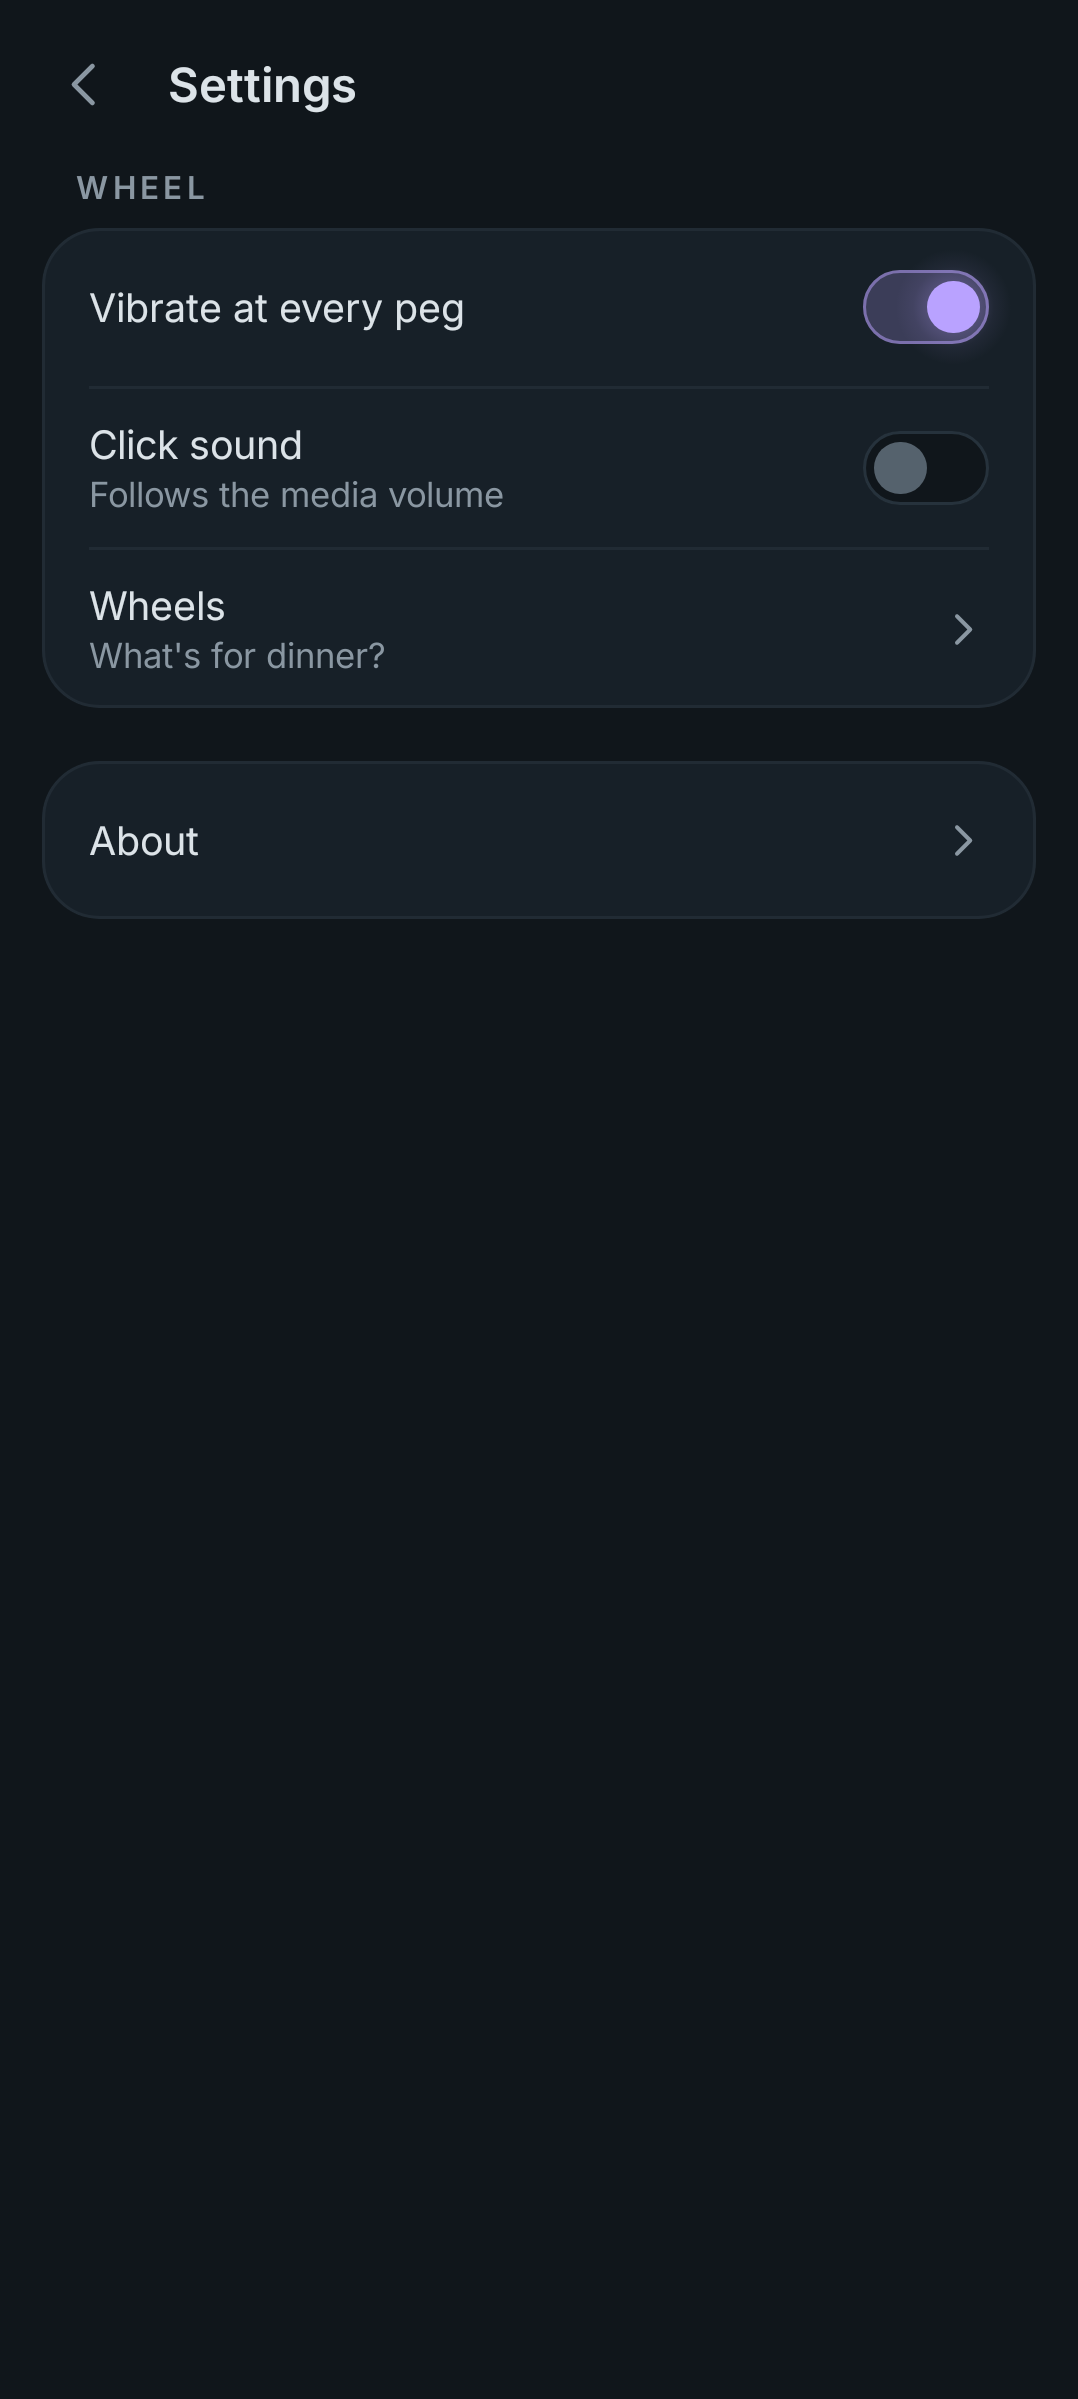 Settings
WHEEL
Vibrate at every peg
Click sound
Follows the media volume
Wheels
What's for dinner?
About